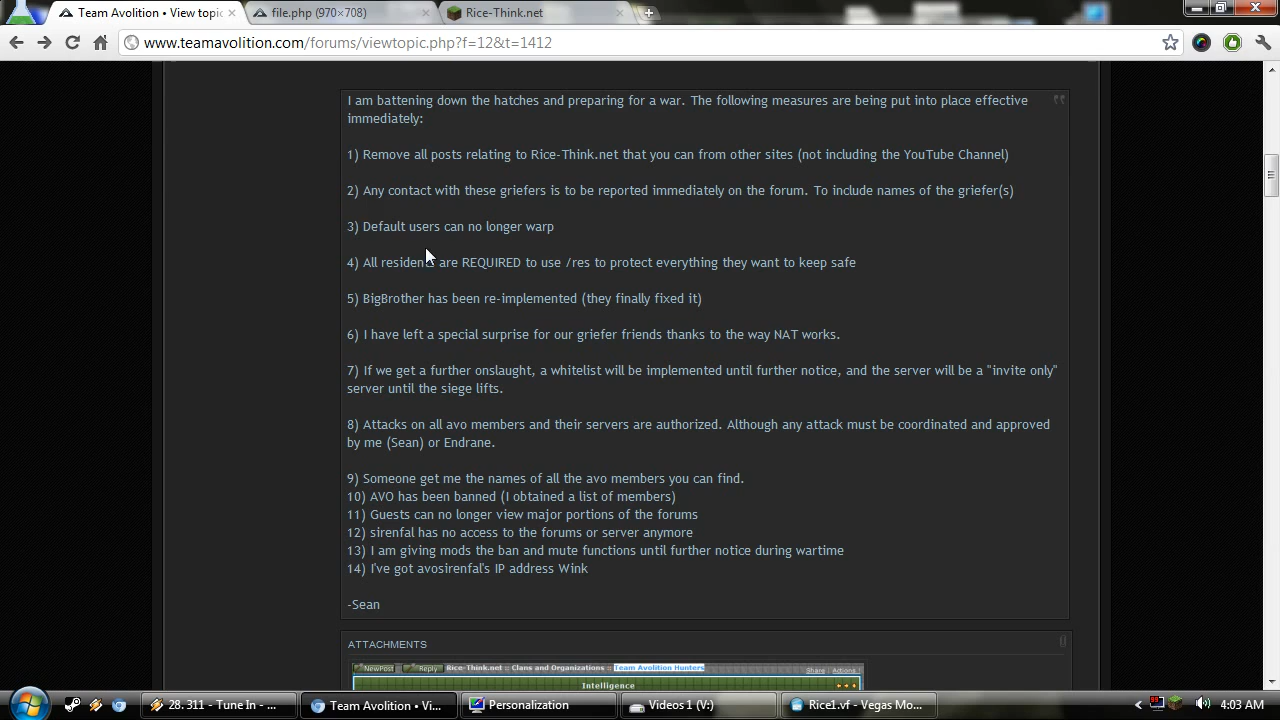 Team Avolition • View topic
file.php (970×708)
Rice-Think.net
www.teamavolition.com/forums/viewtopic.php?f=12&t=1412
I am battening down the hatches and preparing for a war. The following measures are being put into place effective
immediately:
1) Remove all posts relating to Rice-Think.net that you can from other sites (not including the YouTube Channel)
2) Any contact with these griefers is to be reported immediately on the forum. To include names of the griefer(s)
3) Default users can no longer warp
4) All residents are REQUIRED to use /res to protect everything they want to keep safe
5) BigBrother has been re-implemented (they finally fixed it)
6) I have left a special surprise for our griefer friends thanks to the way NAT works.
7) If we get a further onslaught, a whitelist will be implemented until further notice, and the server will be a "invite only"
server until the siege lifts.
8) Attacks on all avo members and their servers are authorized. Although any attack must be coordinated and approved
by me (Sean) or Endrane.
9) Someone get me the names of all the avo members you can find.
10) AVO has been banned (I obtained a list of members)
11) Guests can no longer view major portions of the forums
12) sirenfal has no access to the forums or server anymore
13) I am giving mods the ban and mute functions until further notice during wartime
14) I've got avosirenfal's IP address Wink
-Sean
ATTACHMENTS
NewPost Reply Rice-Think.net :: Clans and Organizations :: Team Avolition Hunters Share | Actions
Intelligence
28.311 - Tune In - ...
Team Avolition • Vi...
Personalization
Videos 1 (V:)
Rice1.vf - Vegas Mo...
4:03 AM